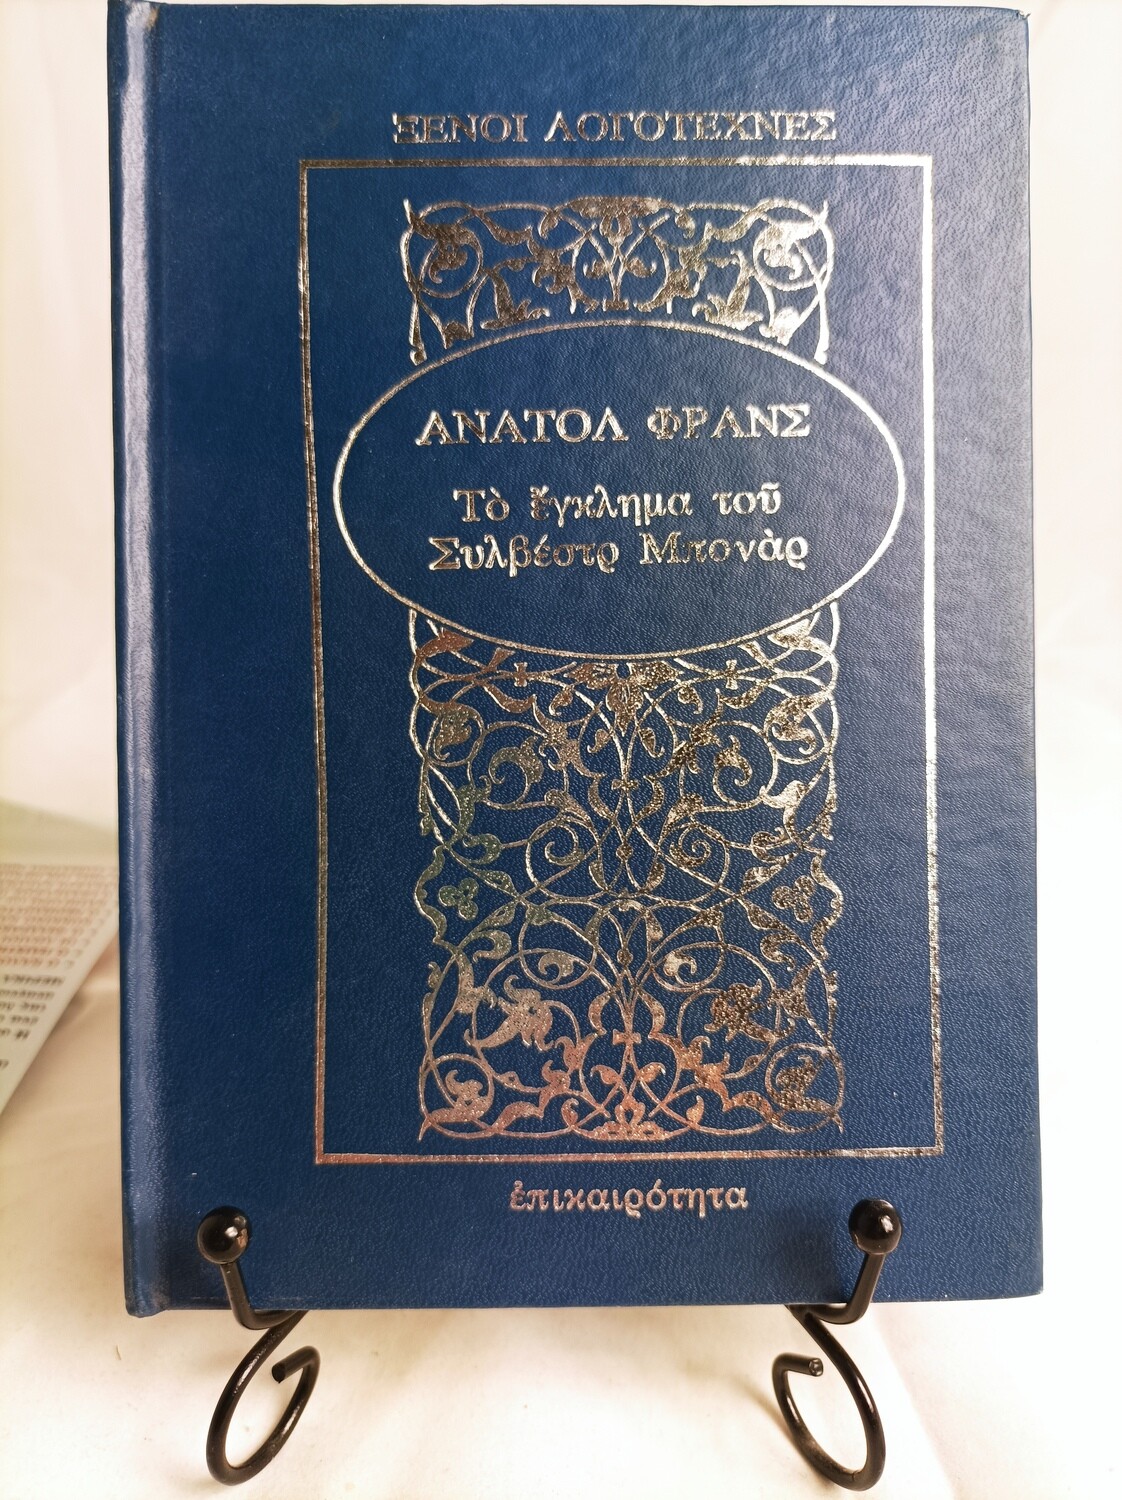 ΞΕΝΟΙ ΛΟΓΟΤΕΧΝΕΣ
ΑΝΑΤΟΛ ΦΡΑΝΣ
Τὸ ἔγκλημα τοῦ
Συλβέστρ Μπονὰρ
ἐπικαιρότητα